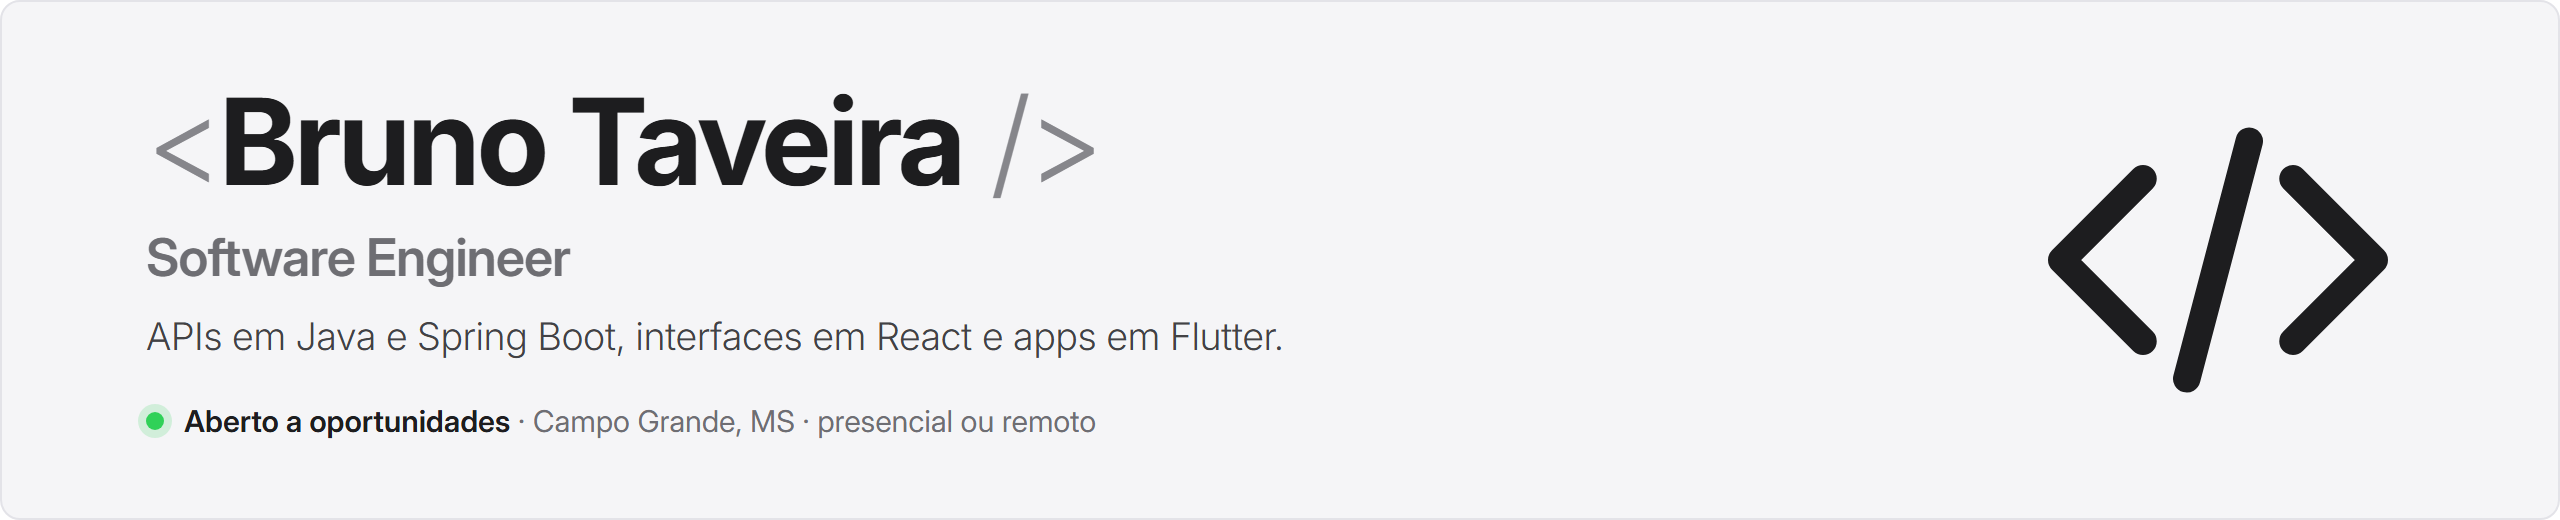 <Bruno Taveira />
Software Engineer
APIs em Java e Spring Boot, interfaces em React e apps em Flutter.
Aberto a oportunidades · Campo Grande, MS · presencial ou remoto
</>